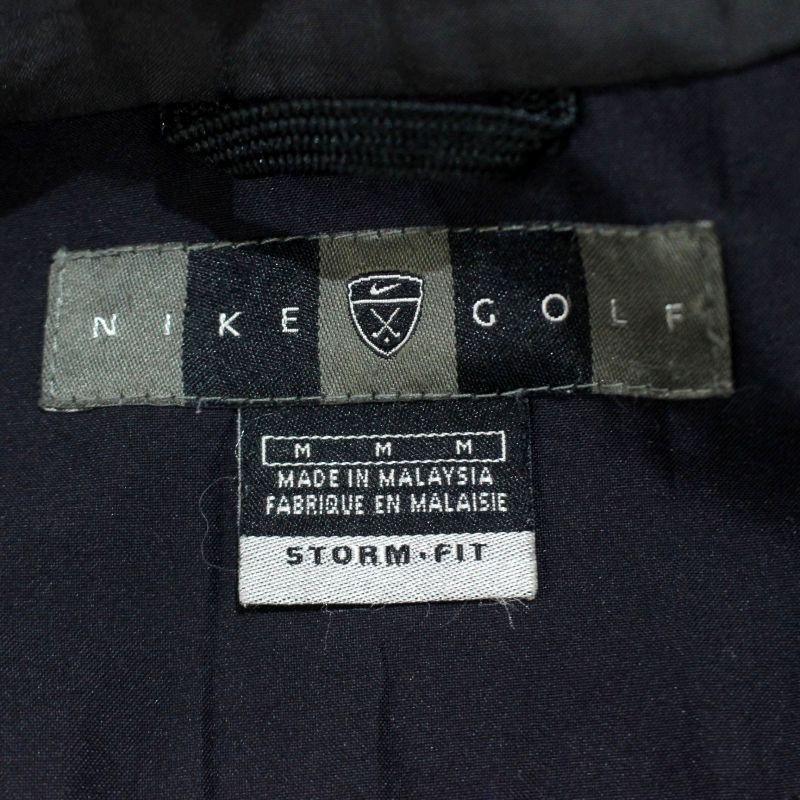 NIKE GOLF
M M M
MADE IN MALAYSIA
FABRIQUE EN MALAISIE
STORM·FIT